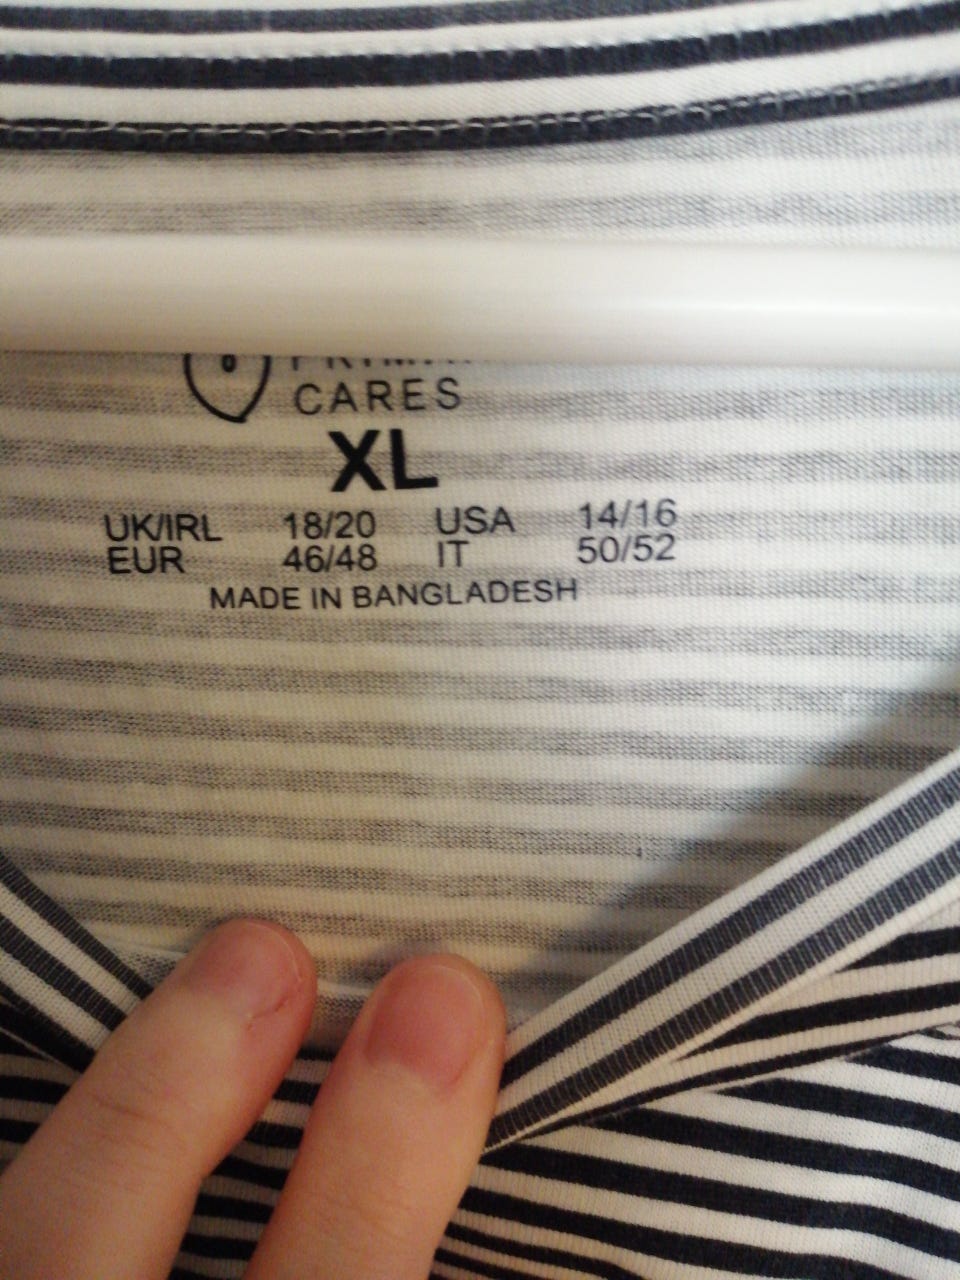 CARES
XL
UK/IRL 18/20 USA 14/16
EUR 46/48 IT 50/52
MADE IN BANGLADESH